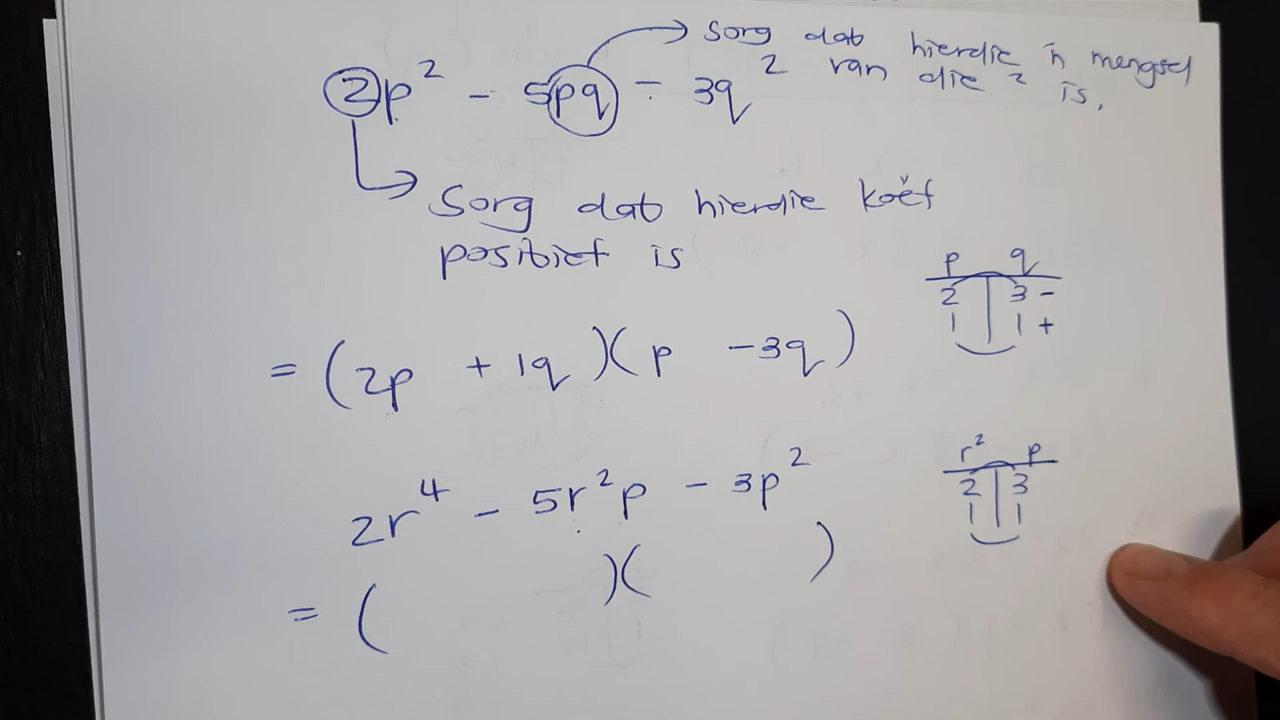 Sorg dat hierdie 'n mengsel
van die ² is.
2p² - 5pq - 3q²
Sorg dat hierdie koëf
positief is
p q
2 3 -
1 1 +
= (2p + 1q)(p - 3q)
r² p
2 3
1 1
2r⁴ - 5r²p - 3p²
= ( )( )